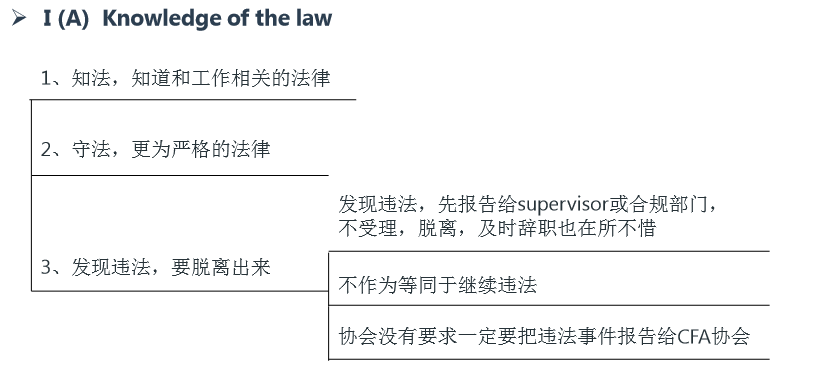 ➢ I (A) Knowledge of the law
1、知法，知道和工作相关的法律
2、守法，更为严格的法律
3、发现违法，要脱离出来
发现违法，先报告给supervisor或合规部门，
不受理，脱离，及时辞职也在所不惜
不作为等同于继续违法
协会没有要求一定要把违法事件报告给CFA协会